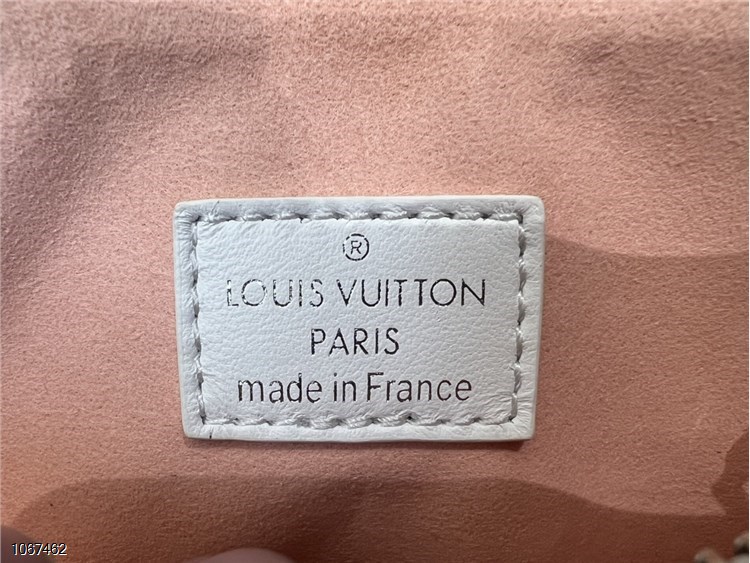 ®
LOUIS VUITTON
PARIS
made in France
1067462